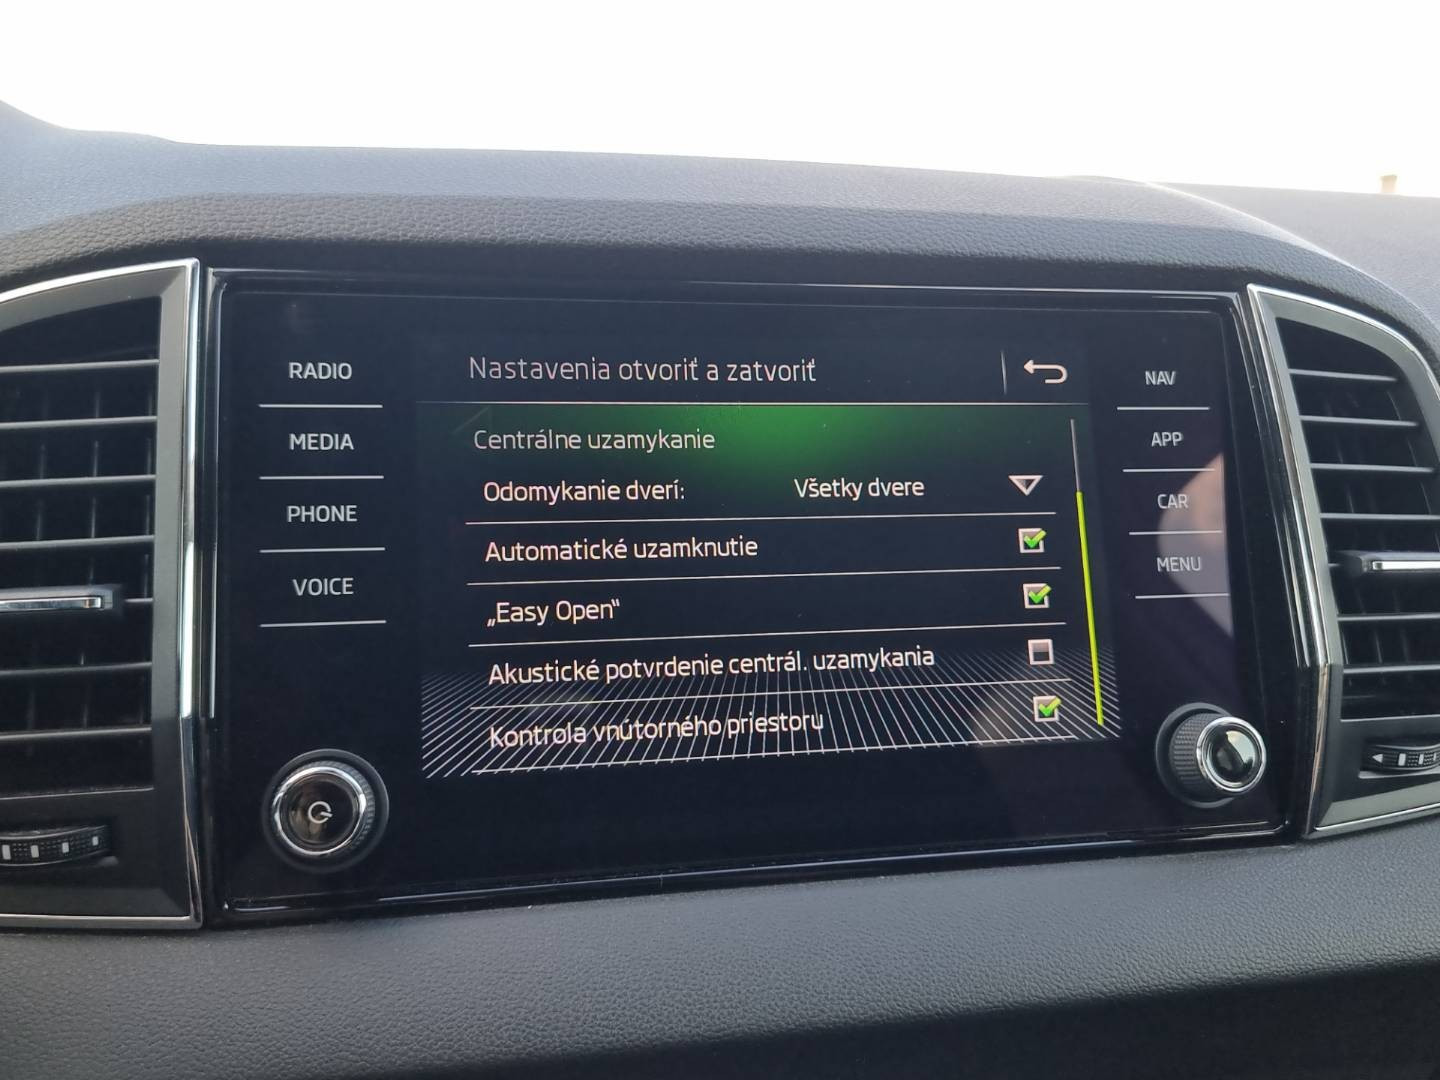 RADIO
MEDIA
PHONE
VOICE
Nastavenia otvoriť a zatvoriť
Centrálne uzamykanie
Odomykanie dverí: Všetky dvere
Automatické uzamknutie
„Easy Open“
Akustické potvrdenie centrál. uzamykania
Kontrola vnútorného priestoru
NAV
APP
CAR
MENU